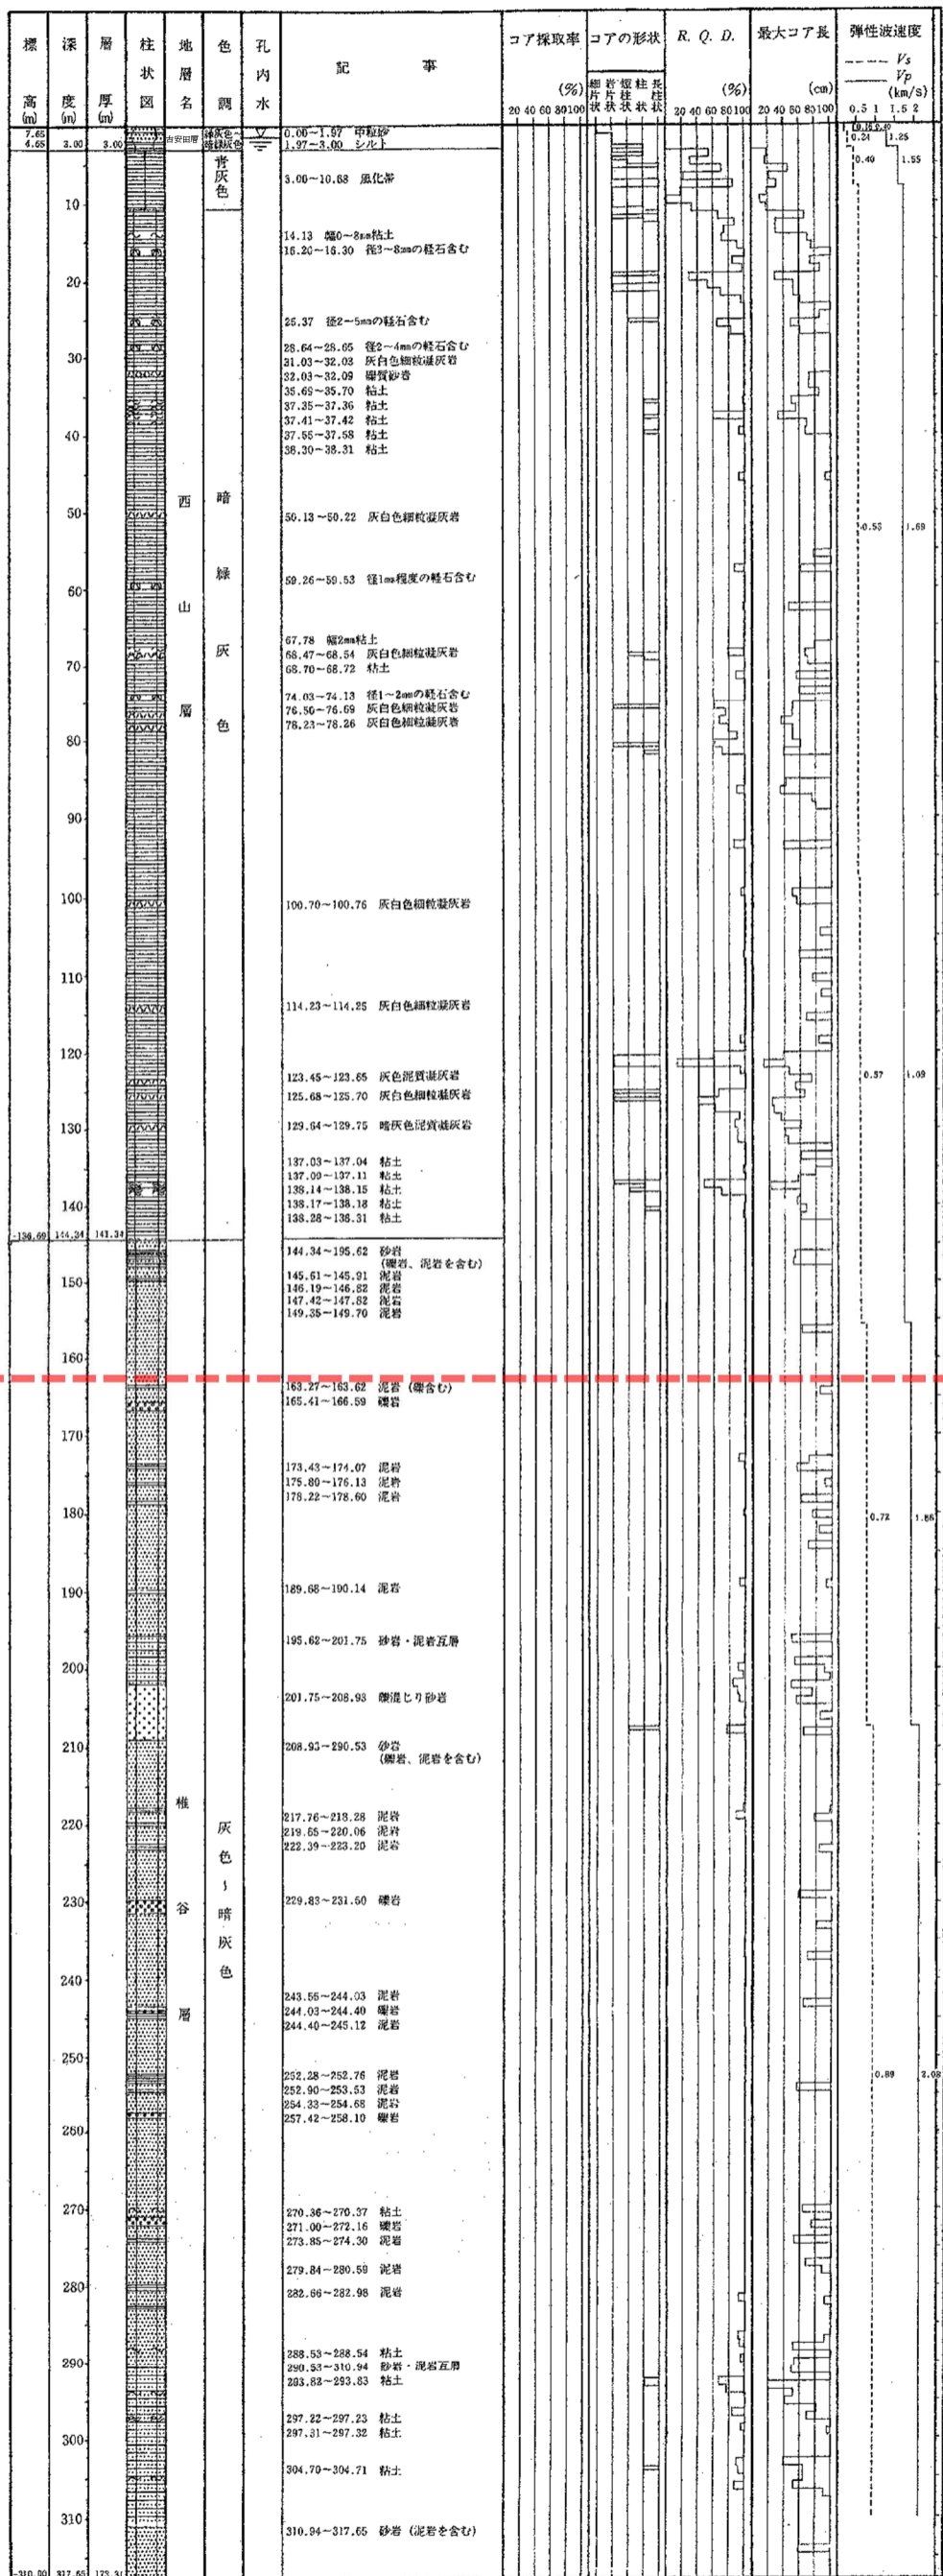 標高(m)
深度(m)
層厚(m)
柱状図
地層名
色調
孔内水
記事
コア採取率
(%)
20 40 60 80 100
コアの形状
細片状
岩片状
短柱状
柱状
長柱状
R. Q. D.
(%)
20 40 60 80 100
最大コア長
(cm)
20 40 60 80 100
弾性波速度
Vs
Vp
(km/S)
0.5 1 1.5 2
7.65
4.65 3.00 3.00
古安田層
0.00~1.97 中粒砂
1.97~3.00 シルト
青灰色
3.00~10.68 風化帯
0.24 1.25
0.40 1.55
10
14.13 幅0~8mm粘土
16.20~16.30 径3~8mmの軽石含む
20
25.37 径2~5mmの軽石含む
28.64~28.65 径2~4mmの軽石含む
30
31.03~32.03 灰白色細粒凝灰岩
32.03~32.09 礫質砂岩
35.69~35.70 粘土
37.35~37.36 粘土
37.41~37.42 粘土
37.55~37.58 粘土
40
38.30~38.31 粘土
西山層
暗緑灰色
50
50.13~50.22 灰白色細粒凝灰岩
0.55 1.69
60
59.26~59.53 径1mm程度の軽石含む
67.78 幅2mm粘土
68.47~68.54 灰白色細粒凝灰岩
70
68.70~68.72 粘土
74.03~74.13 径1~2mmの軽石含む
76.50~76.69 灰白色細粒凝灰岩
78.23~78.26 灰白色細粒凝灰岩
80
90
100
100.70~100.76 灰白色細粒凝灰岩
110
114.23~114.25 灰白色細粒凝灰岩
120
123.45~123.65 灰色泥質凝灰岩
0.57
125.68~125.70 灰白色細粒凝灰岩
129.64~129.75 暗灰色泥質凝灰岩
130
137.03~137.04 粘土
137.09~137.11 粘土
138.14~138.15 粘土
138.17~138.18 粘土
140
138.28~138.31 粘土
-136.69 144.34 141.34
144.34~195.62 砂岩
(礫岩、泥岩を含む)
145.61~145.91 泥岩
146.19~146.82 泥岩
150
147.42~147.82 泥岩
149.35~149.70 泥岩
160
163.27~163.62 泥岩 (礫含む)
165.41~166.59 礫岩
170
173.43~174.07 泥岩
175.80~176.13 泥岩
178.22~178.60 泥岩
180
0.72 1.86
190
189.68~190.14 泥岩
195.62~201.75 砂岩・泥岩互層
200
201.75~208.93 礫混じり砂岩
210
208.93~290.53 砂岩
(礫岩、泥岩を含む)
椎谷層
灰色~暗灰色
217.76~218.28 泥岩
220
219.65~220.06 泥岩
222.39~223.20 泥岩
230
229.83~231.50 礫岩
240
243.55~244.03 泥岩
244.03~244.40 礫岩
244.40~245.12 泥岩
250
252.28~252.76 泥岩
0.89 2.08
252.90~253.53 泥岩
254.33~254.68 泥岩
257.42~258.10 礫岩
260
270
270.36~270.37 粘土
271.00~272.16 礫岩
273.85~274.30 泥岩
279.84~280.59 泥岩
280
282.66~282.98 泥岩
288.53~288.54 粘土
290
290.53~310.94 砂岩・泥岩互層
293.82~293.83 粘土
297.22~297.23 粘土
297.31~297.32 粘土
300
304.70~304.71 粘土
310
310.94~317.65 砂岩 (泥岩を含む)
-310.00 317.65 173.31